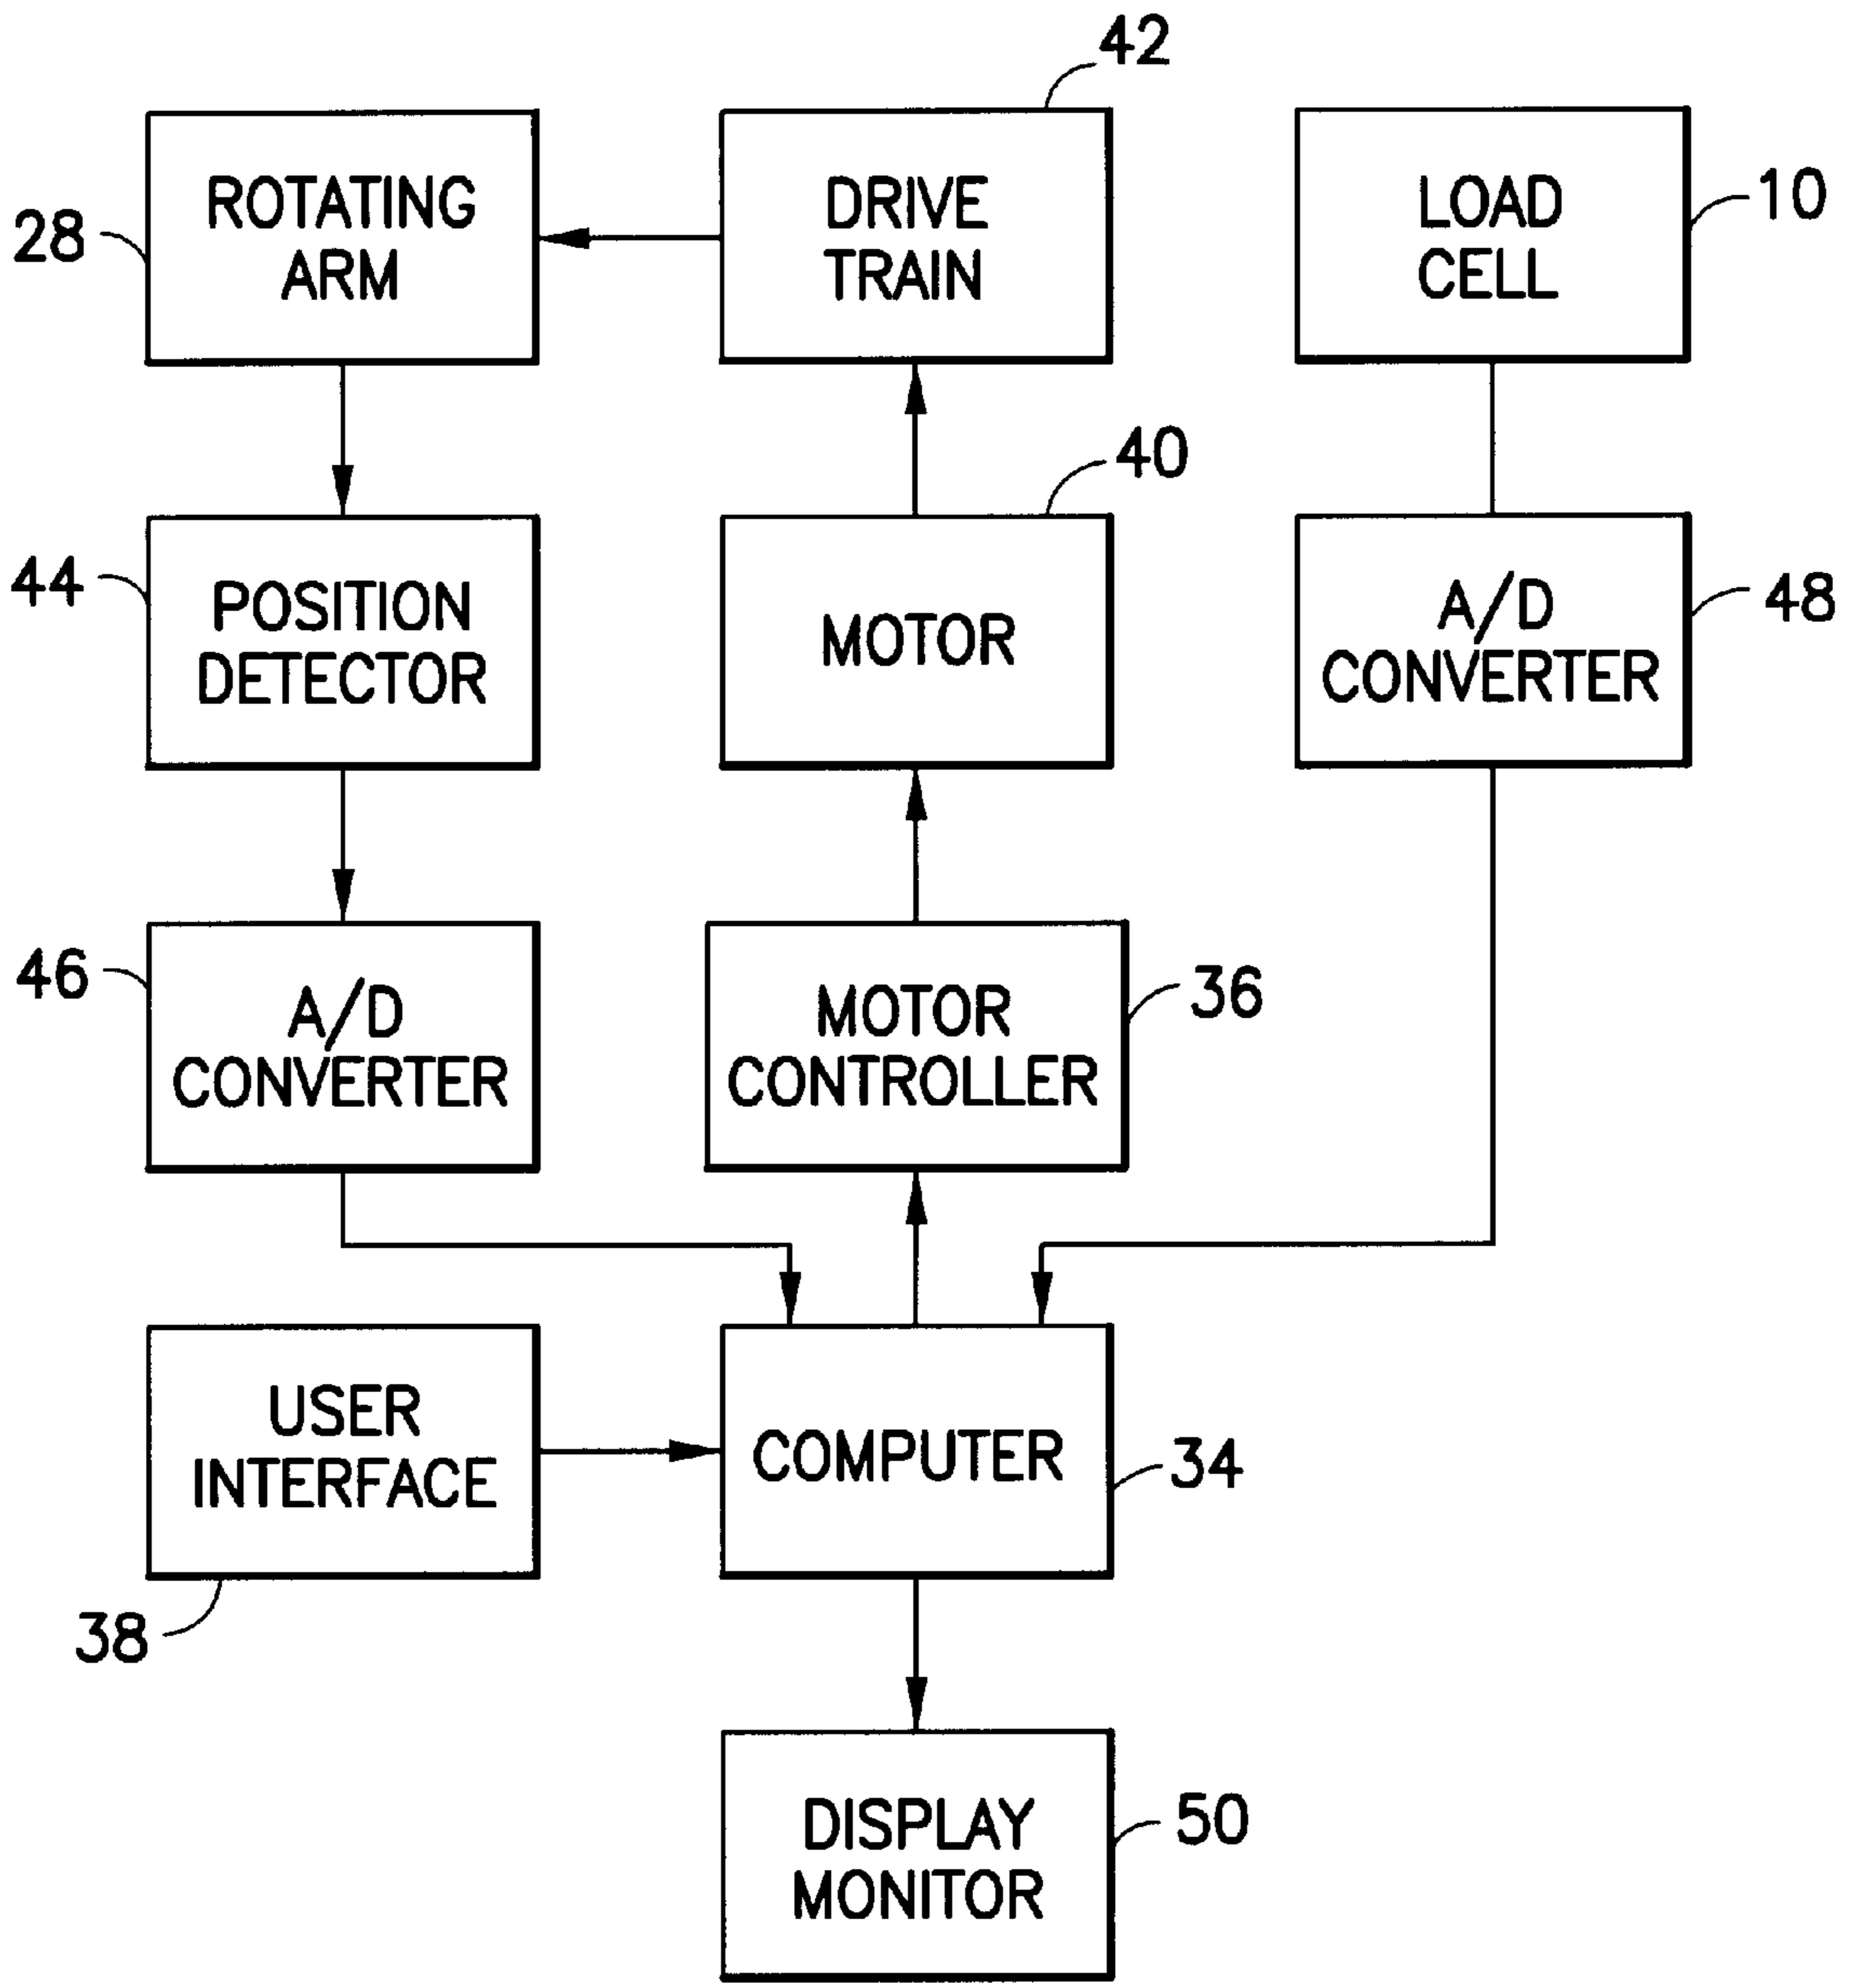 42
ROTATING
ARM
28
DRIVE
TRAIN
LOAD
CELL
10
40
POSITION
DETECTOR
44
MOTOR
A/D
CONVERTER
48
A/D
CONVERTER
46
MOTOR
CONTROLLER
36
USER
INTERFACE
38
COMPUTER
34
DISPLAY
MONITOR
50